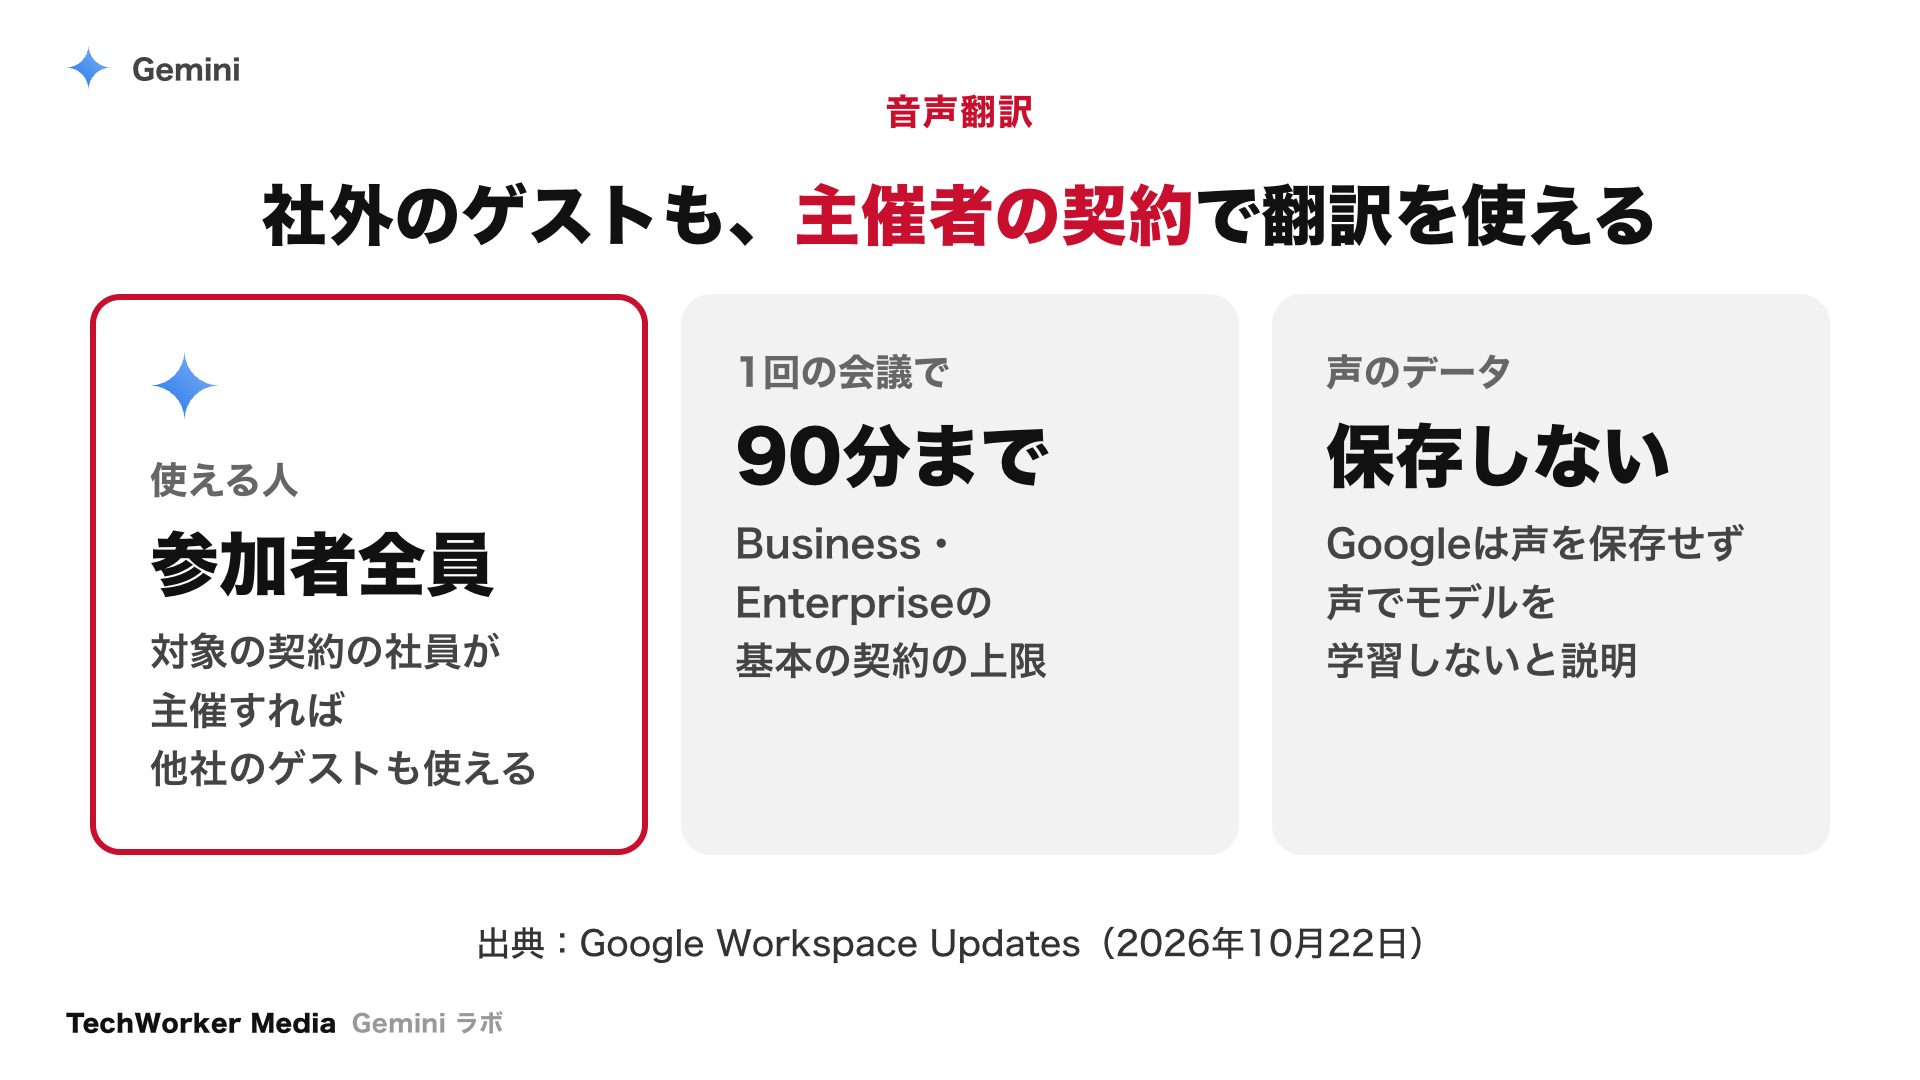 Gemini
音声翻訳
社外のゲストも、主催者の契約で翻訳を使える
使える人
参加者全員
対象の契約の社員が
主催すれば
他社のゲストも使える
1回の会議で
90分まで
Business・
Enterpriseの
基本の契約の上限
声のデータ
保存しない
Googleは声を保存せず
声でモデルを
学習しないと説明
出典：Google Workspace Updates（2026年10月22日）
TechWorker Media Gemini ラボ